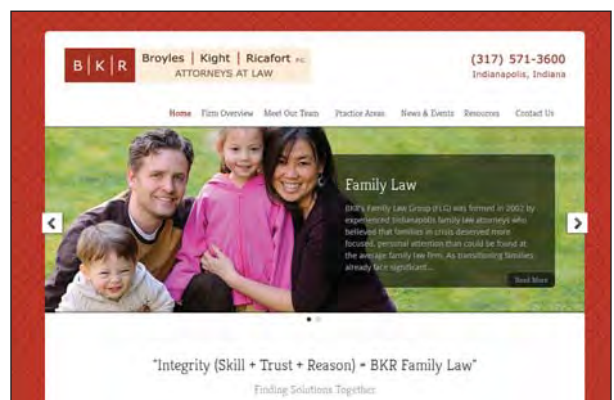 B | K | R
Broyles | Kight | Ricafort P.C.
ATTORNEYS AT LAW
(317) 571-3600
Indianapolis, Indiana
Home Firm Overview Meet Our Team Practice Areas News & Events Resources Contact Us
Family Law
BKR's Family Law Group (FLG) was formed in 2002 by
experienced Indianapolis family law attorneys who
believed that families in crisis deserved more
focused, personal attention than could be found at
the average family law firm. As transitioning families
already face significant...
Read More
"Integrity (Skill + Trust + Reason) = BKR Family Law"
Finding Solutions Together